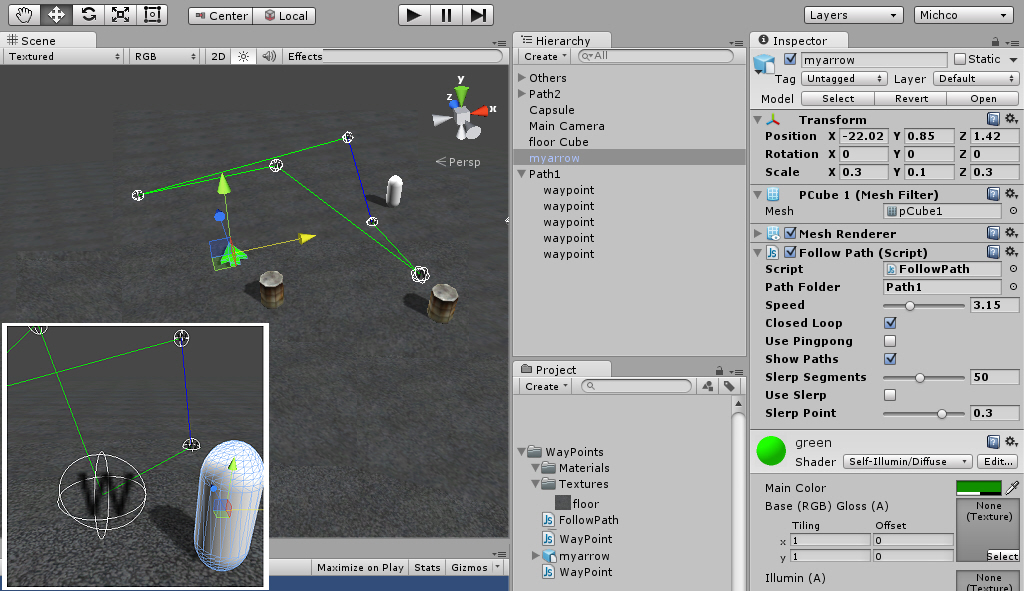 Center Local
Layers
Michco
Scene
Textured RGB 2D Effects
y
z
x
Persp
W
Maximize on Play Stats Gizmos
Hierarchy
Create All
Others
Path2
Capsule
Main Camera
floor Cube
myarrow
Path1
waypoint
waypoint
waypoint
waypoint
waypoint
Project
Create
WayPoints
Materials
Textures
floor
FollowPath
WayPoint
myarrow
WayPoint
Inspector
myarrow Static
Tag Untagged Layer Default
Model Select Revert Open
Transform
Position X -22.02 Y 0.85 Z 1.42
Rotation X 0 Y 0 Z 0
Scale X 0.3 Y 0.1 Z 0.3
PCube 1 (Mesh Filter)
Mesh pCube1
Mesh Renderer
Follow Path (Script)
Script FollowPath
Path Folder Path1
Speed 3.15
Closed Loop
Use Pingpong
Show Paths
Slerp Segments 50
Use Slerp
Slerp Point 0.3
green
Shader Self-Illumin/Diffuse Edit...
Main Color
Base (RGB) Gloss (A) None
(Texture)
Tiling Offset
x 1 0
y 1 0
Select
Illumin (A) None
(Texture)